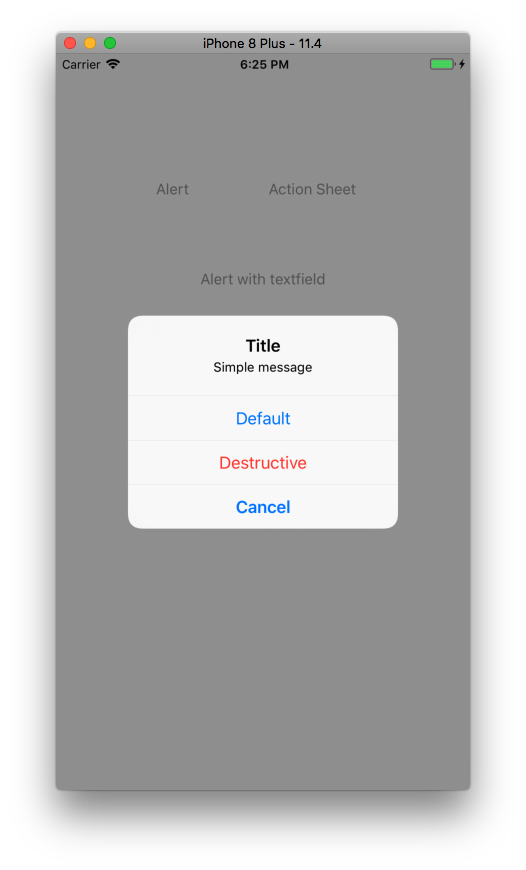 iPhone 8 Plus - 11.4
Carrier 6:25 PM
Alert Action Sheet
Alert with textfield
Title
Simple message
Default
Destructive
Cancel